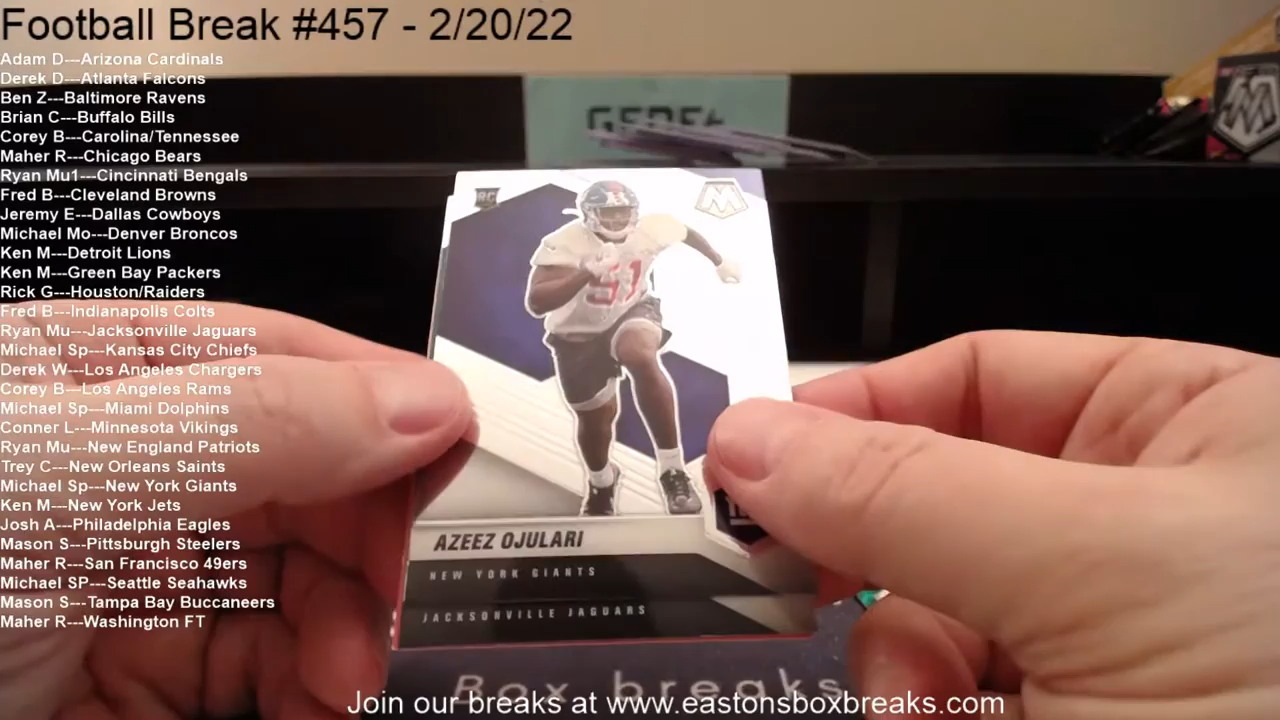 Football Break #457 - 2/20/22
Adam D---Arizona Cardinals
Derek D---Atlanta Falcons
Ben Z---Baltimore Ravens
Brian C---Buffalo Bills
Corey B---Carolina/Tennessee
Maher R---Chicago Bears
Ryan Mu1---Cincinnati Bengals
Fred B---Cleveland Browns
Jeremy E---Dallas Cowboys
Michael Mo---Denver Broncos
Ken M---Detroit Lions
Ken M---Green Bay Packers
Rick G---Houston/Raiders
Fred B---Indianapolis Colts
Ryan Mu---Jacksonville Jaguars
Michael Sp---Kansas City Chiefs
Derek W---Los Angeles Chargers
Corey B---Los Angeles Rams
Michael Sp---Miami Dolphins
Conner L---Minnesota Vikings
Ryan Mu---New England Patriots
Trey C---New Orleans Saints
Michael Sp---New York Giants
Ken M---New York Jets
Josh A---Philadelphia Eagles
Mason S---Pittsburgh Steelers
Maher R---San Francisco 49ers
Michael SP---Seattle Seahawks
Mason S---Tampa Bay Buccaneers
Maher R---Washington FT
RC
M
51
AZEEZ OJULARI
NEW YORK GIANTS
JACKSONVILLE JAGUARS
Box breaks
Join our breaks at www.eastonsboxbreaks.com